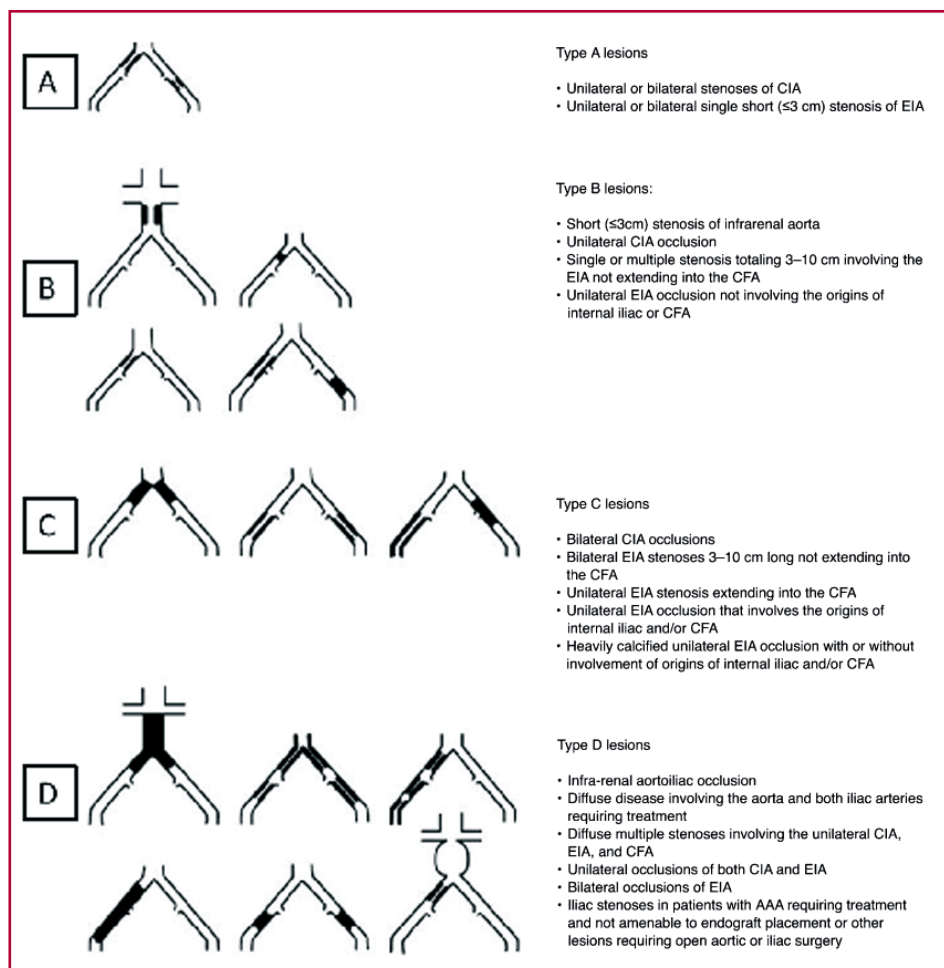 A
Type A lesions
• Unilateral or bilateral stenoses of CIA
• Unilateral or bilateral single short (≤3 cm) stenosis of EIA
B
Type B lesions:
• Short (≤3cm) stenosis of infrarenal aorta
• Unilateral CIA occlusion
• Single or multiple stenosis totaling 3–10 cm involving the
EIA not extending into the CFA
• Unilateral EIA occlusion not involving the origins of
internal iliac or CFA
C
Type C lesions
• Bilateral CIA occlusions
• Bilateral EIA stenoses 3–10 cm long not extending into
the CFA
• Unilateral EIA stenosis extending into the CFA
• Unilateral EIA occlusion that involves the origins of
internal iliac and/or CFA
• Heavily calcified unilateral EIA occlusion with or without
involvement of origins of internal iliac and/or CFA
D
Type D lesions
• Infra-renal aortoiliac occlusion
• Diffuse disease involving the aorta and both iliac arteries
requiring treatment
• Diffuse multiple stenoses involving the unilateral CIA,
EIA, and CFA
• Unilateral occlusions of both CIA and EIA
• Bilateral occlusions of EIA
• Iliac stenoses in patients with AAA requiring treatment
and not amenable to endograft placement or other
lesions requiring open aortic or iliac surgery